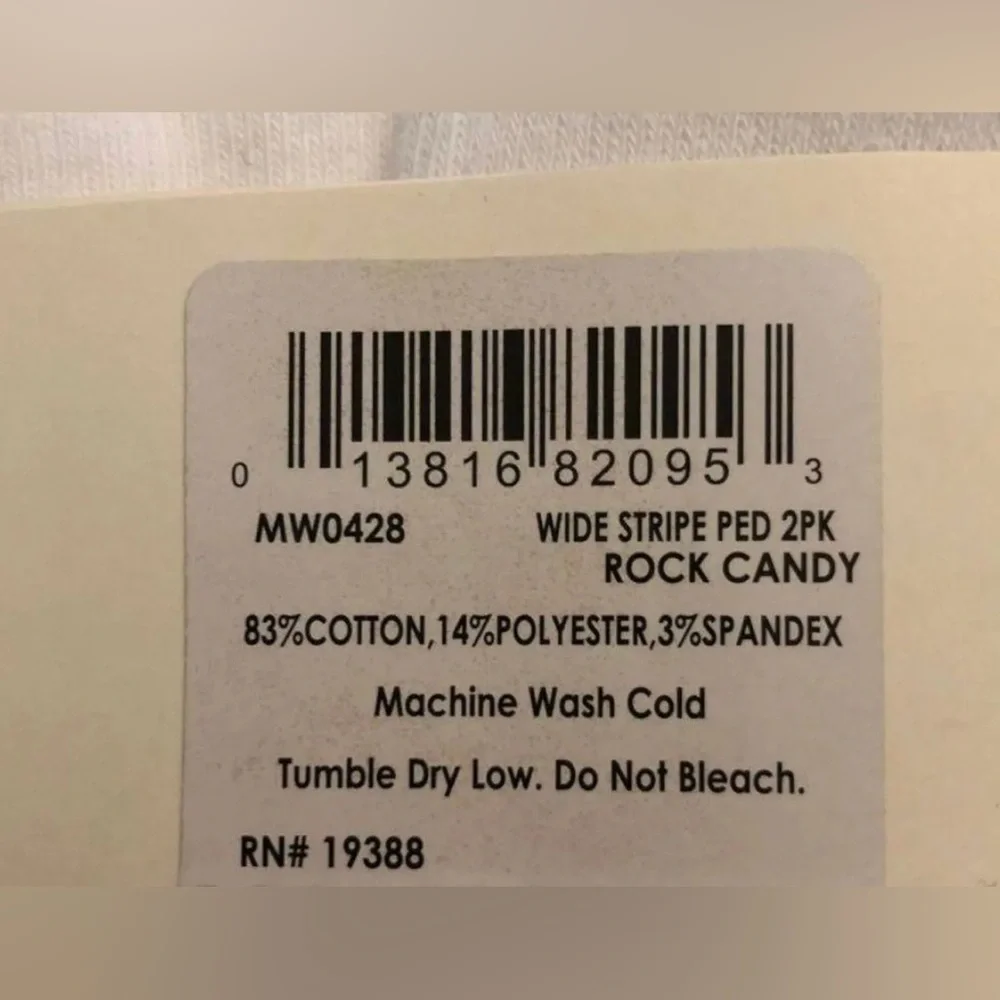 0 13816 82095 3
MW0428 WIDE STRIPE PED 2PK
ROCK CANDY
83%COTTON,14%POLYESTER,3%SPANDEX
Machine Wash Cold
Tumble Dry Low. Do Not Bleach.
RN# 19388